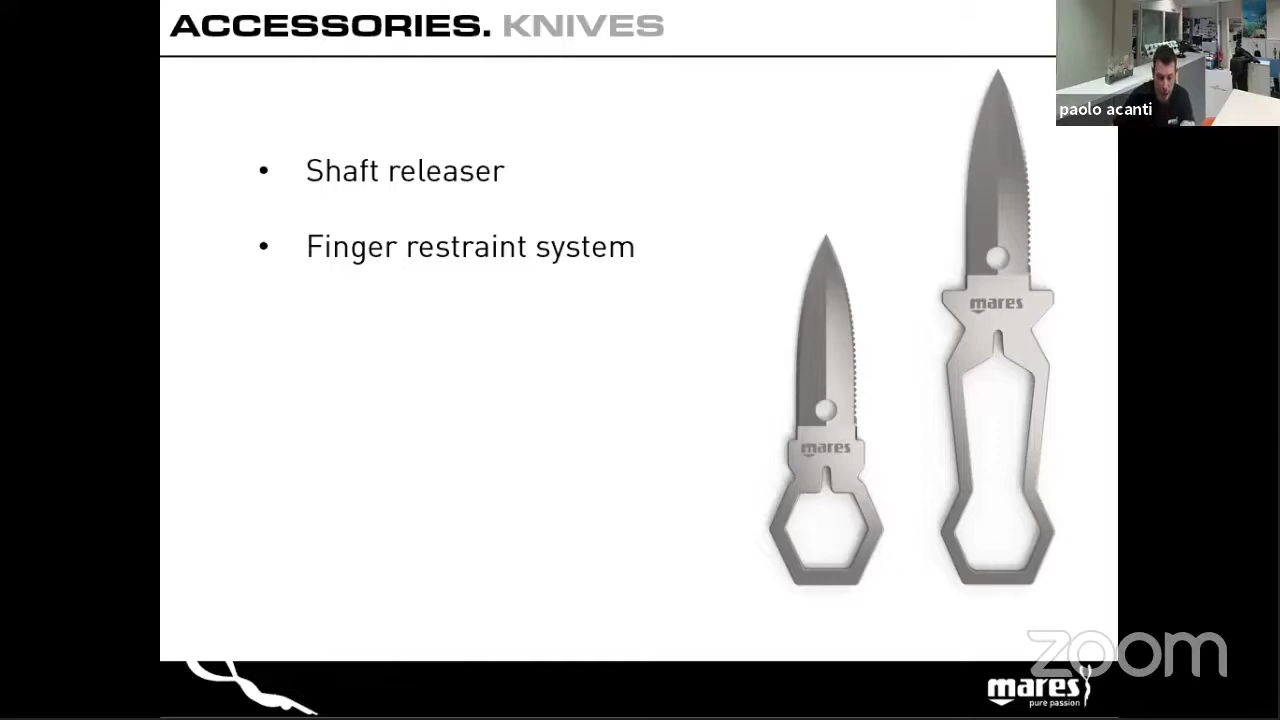 ACCESSORIES. KNIVES
paolo acanti
• Shaft releaser
• Finger restraint system
mares
mares
zoom
mares
pure passion